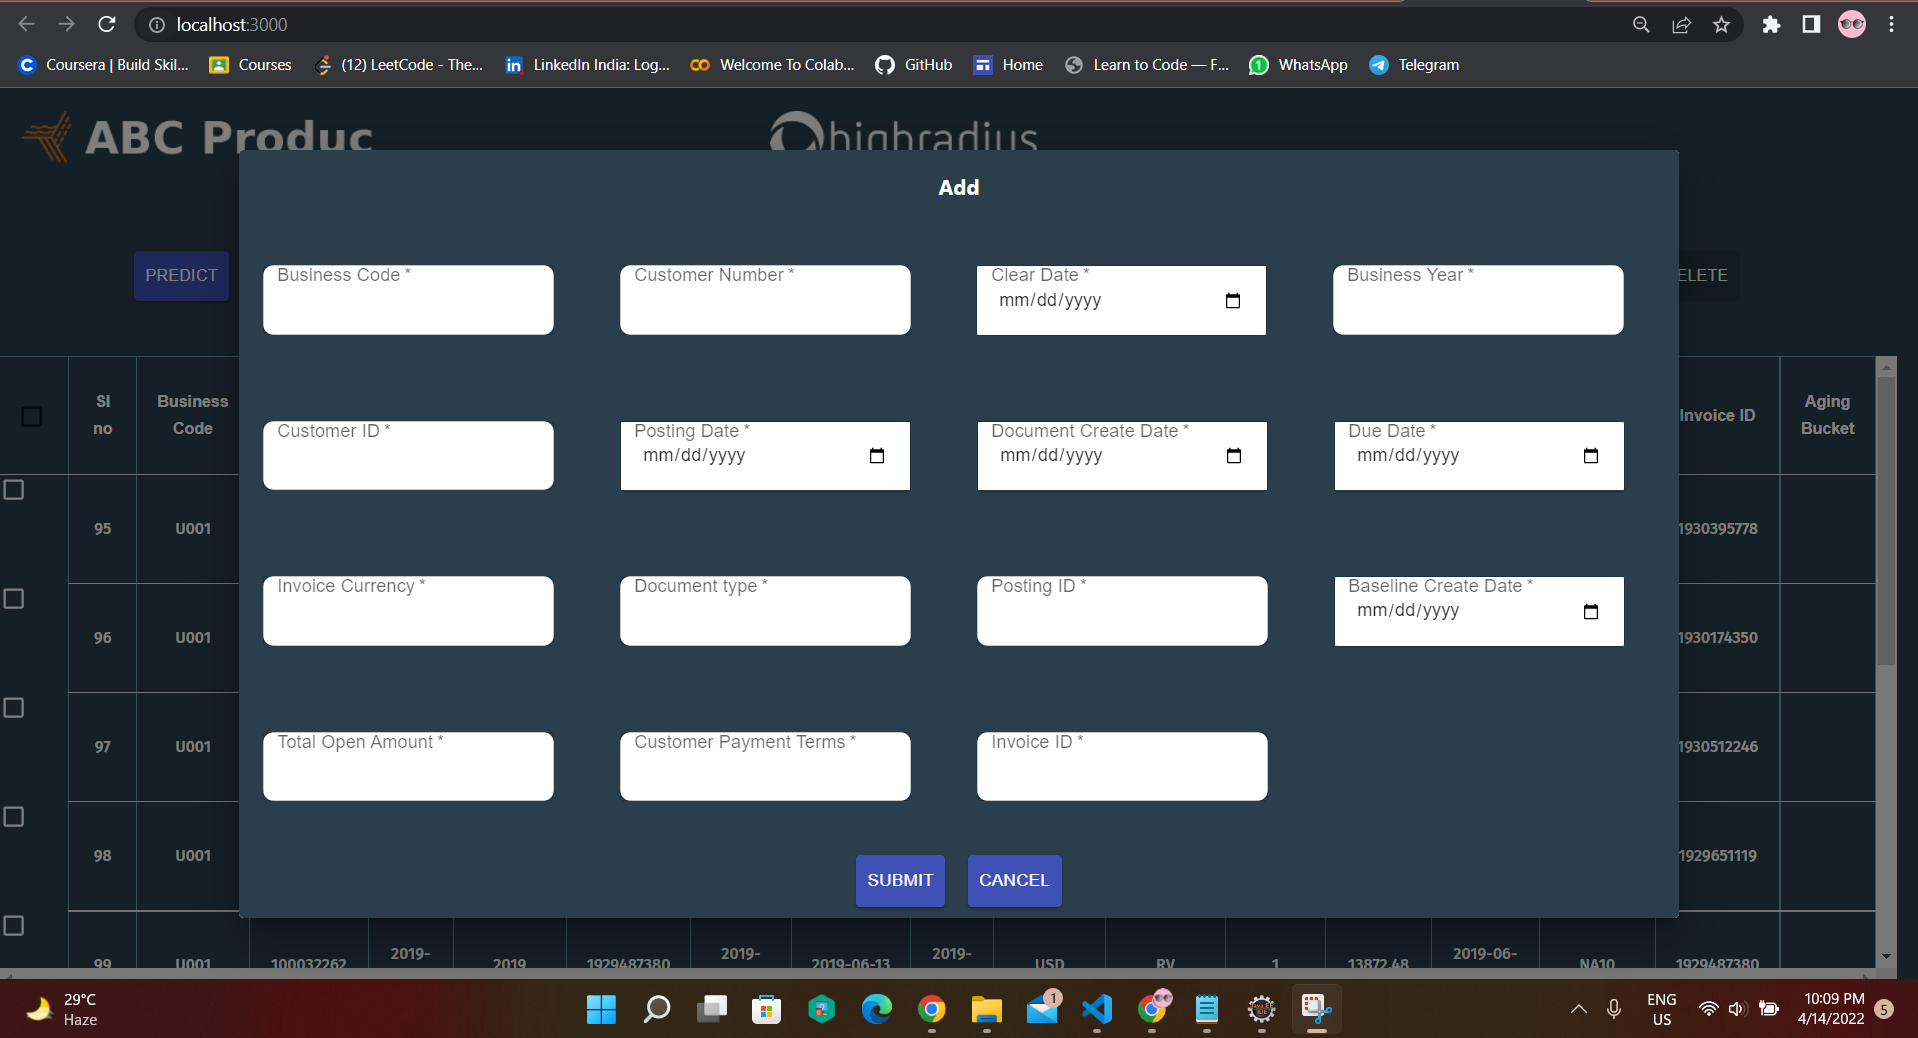 localhost:3000
Coursera | Build Skil...
Courses
(12) LeetCode - The...
LinkedIn India: Log...
Welcome To Colab...
GitHub
Home
Learn to Code — F...
WhatsApp
Telegram
ABC Produc
highradius
Add
PREDICT
ELETE
Business Code *
Customer Number *
Clear Date *
mm/dd/yyyy
Business Year *
Customer ID *
Posting Date *
mm/dd/yyyy
Document Create Date *
mm/dd/yyyy
Due Date *
mm/dd/yyyy
Invoice Currency *
Document type *
Posting ID *
Baseline Create Date *
mm/dd/yyyy
Total Open Amount *
Customer Payment Terms *
Invoice ID *
SUBMIT
CANCEL
Sl
no
Business
Code
Invoice ID
Aging
Bucket
95 U001 1930395778
96 U001 1930174350
97 U001 1930512246
98 U001 1929651119
99 U001 100032262 2019- 2019 1929487380 2019- 2019-06-13 2019- USD RV 1 13872.48 2019-06- NA10 1929487380
29°C
Haze
1
ENG
US
10:09 PM
4/14/2022
5